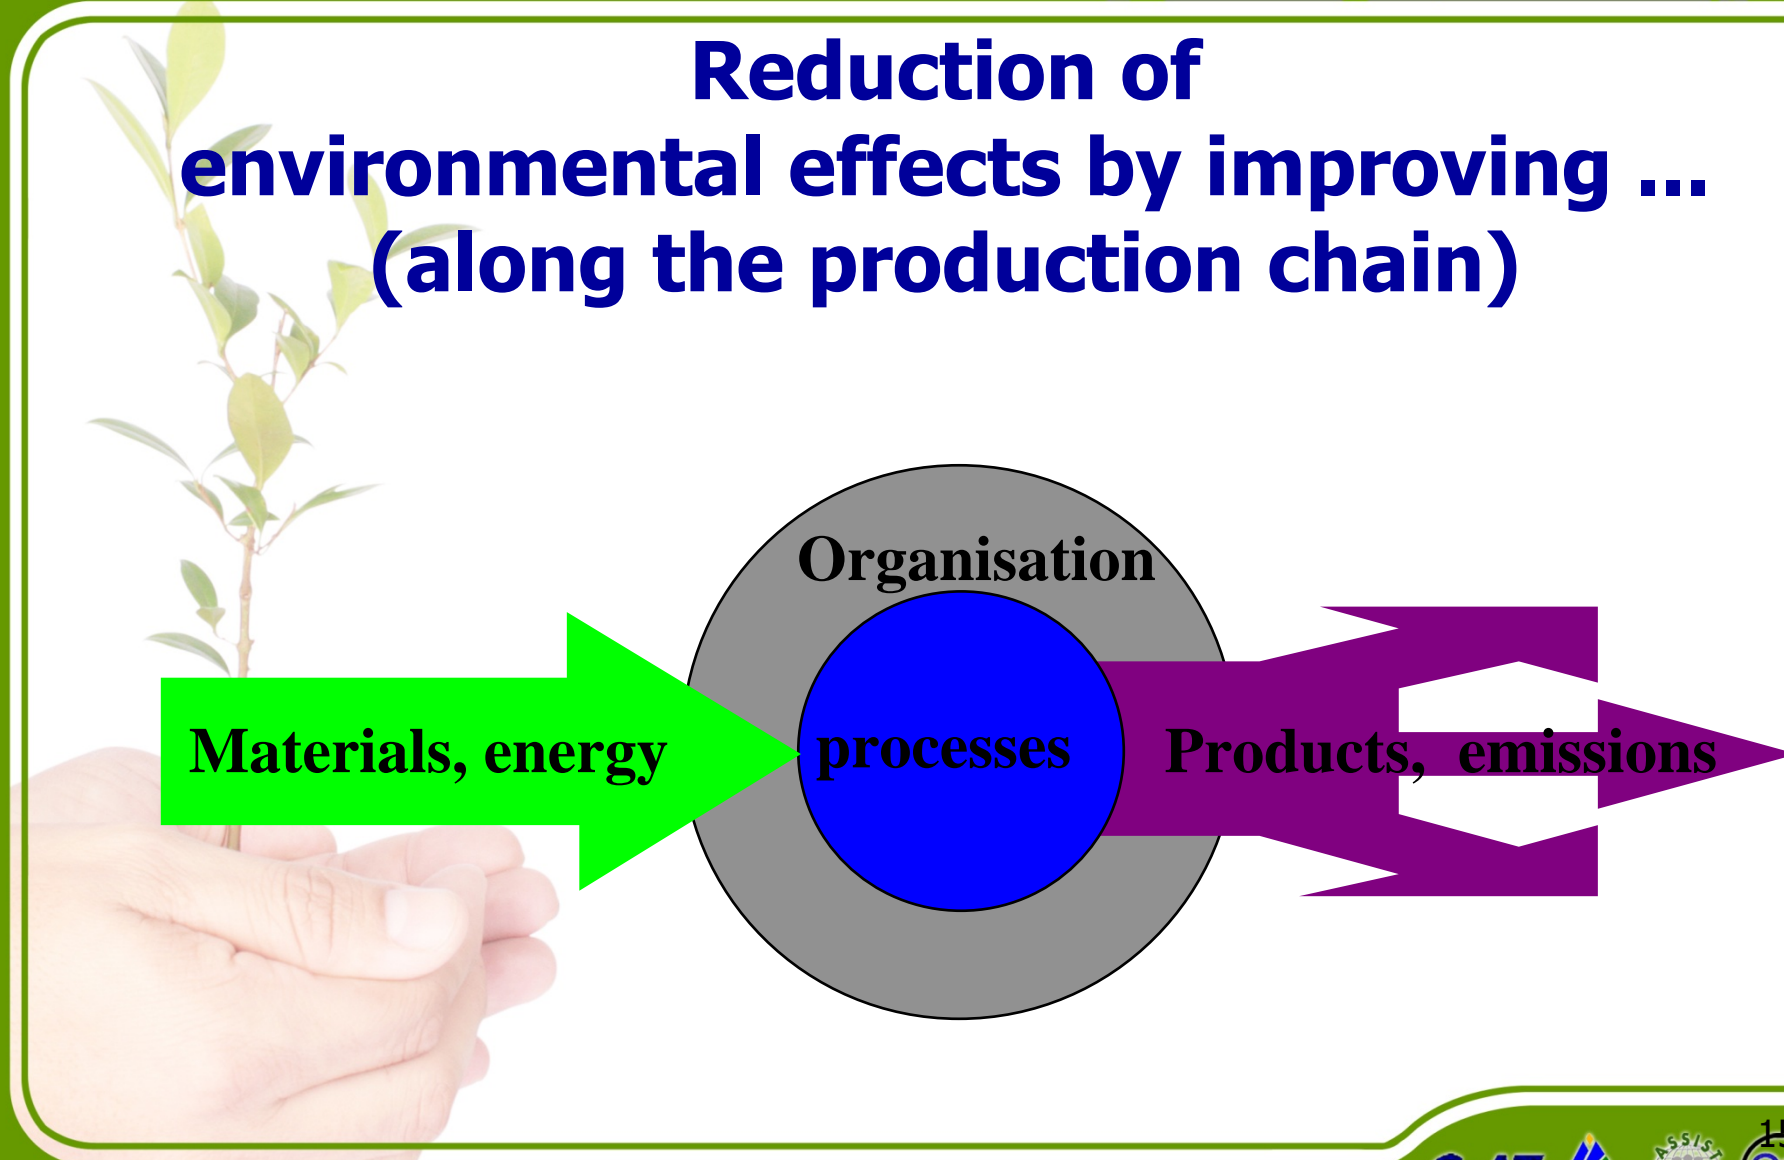 Reduction of
environmental effects by improving ...
(along the production chain)
Organisation
Materials, energy
processes
Products, emissions